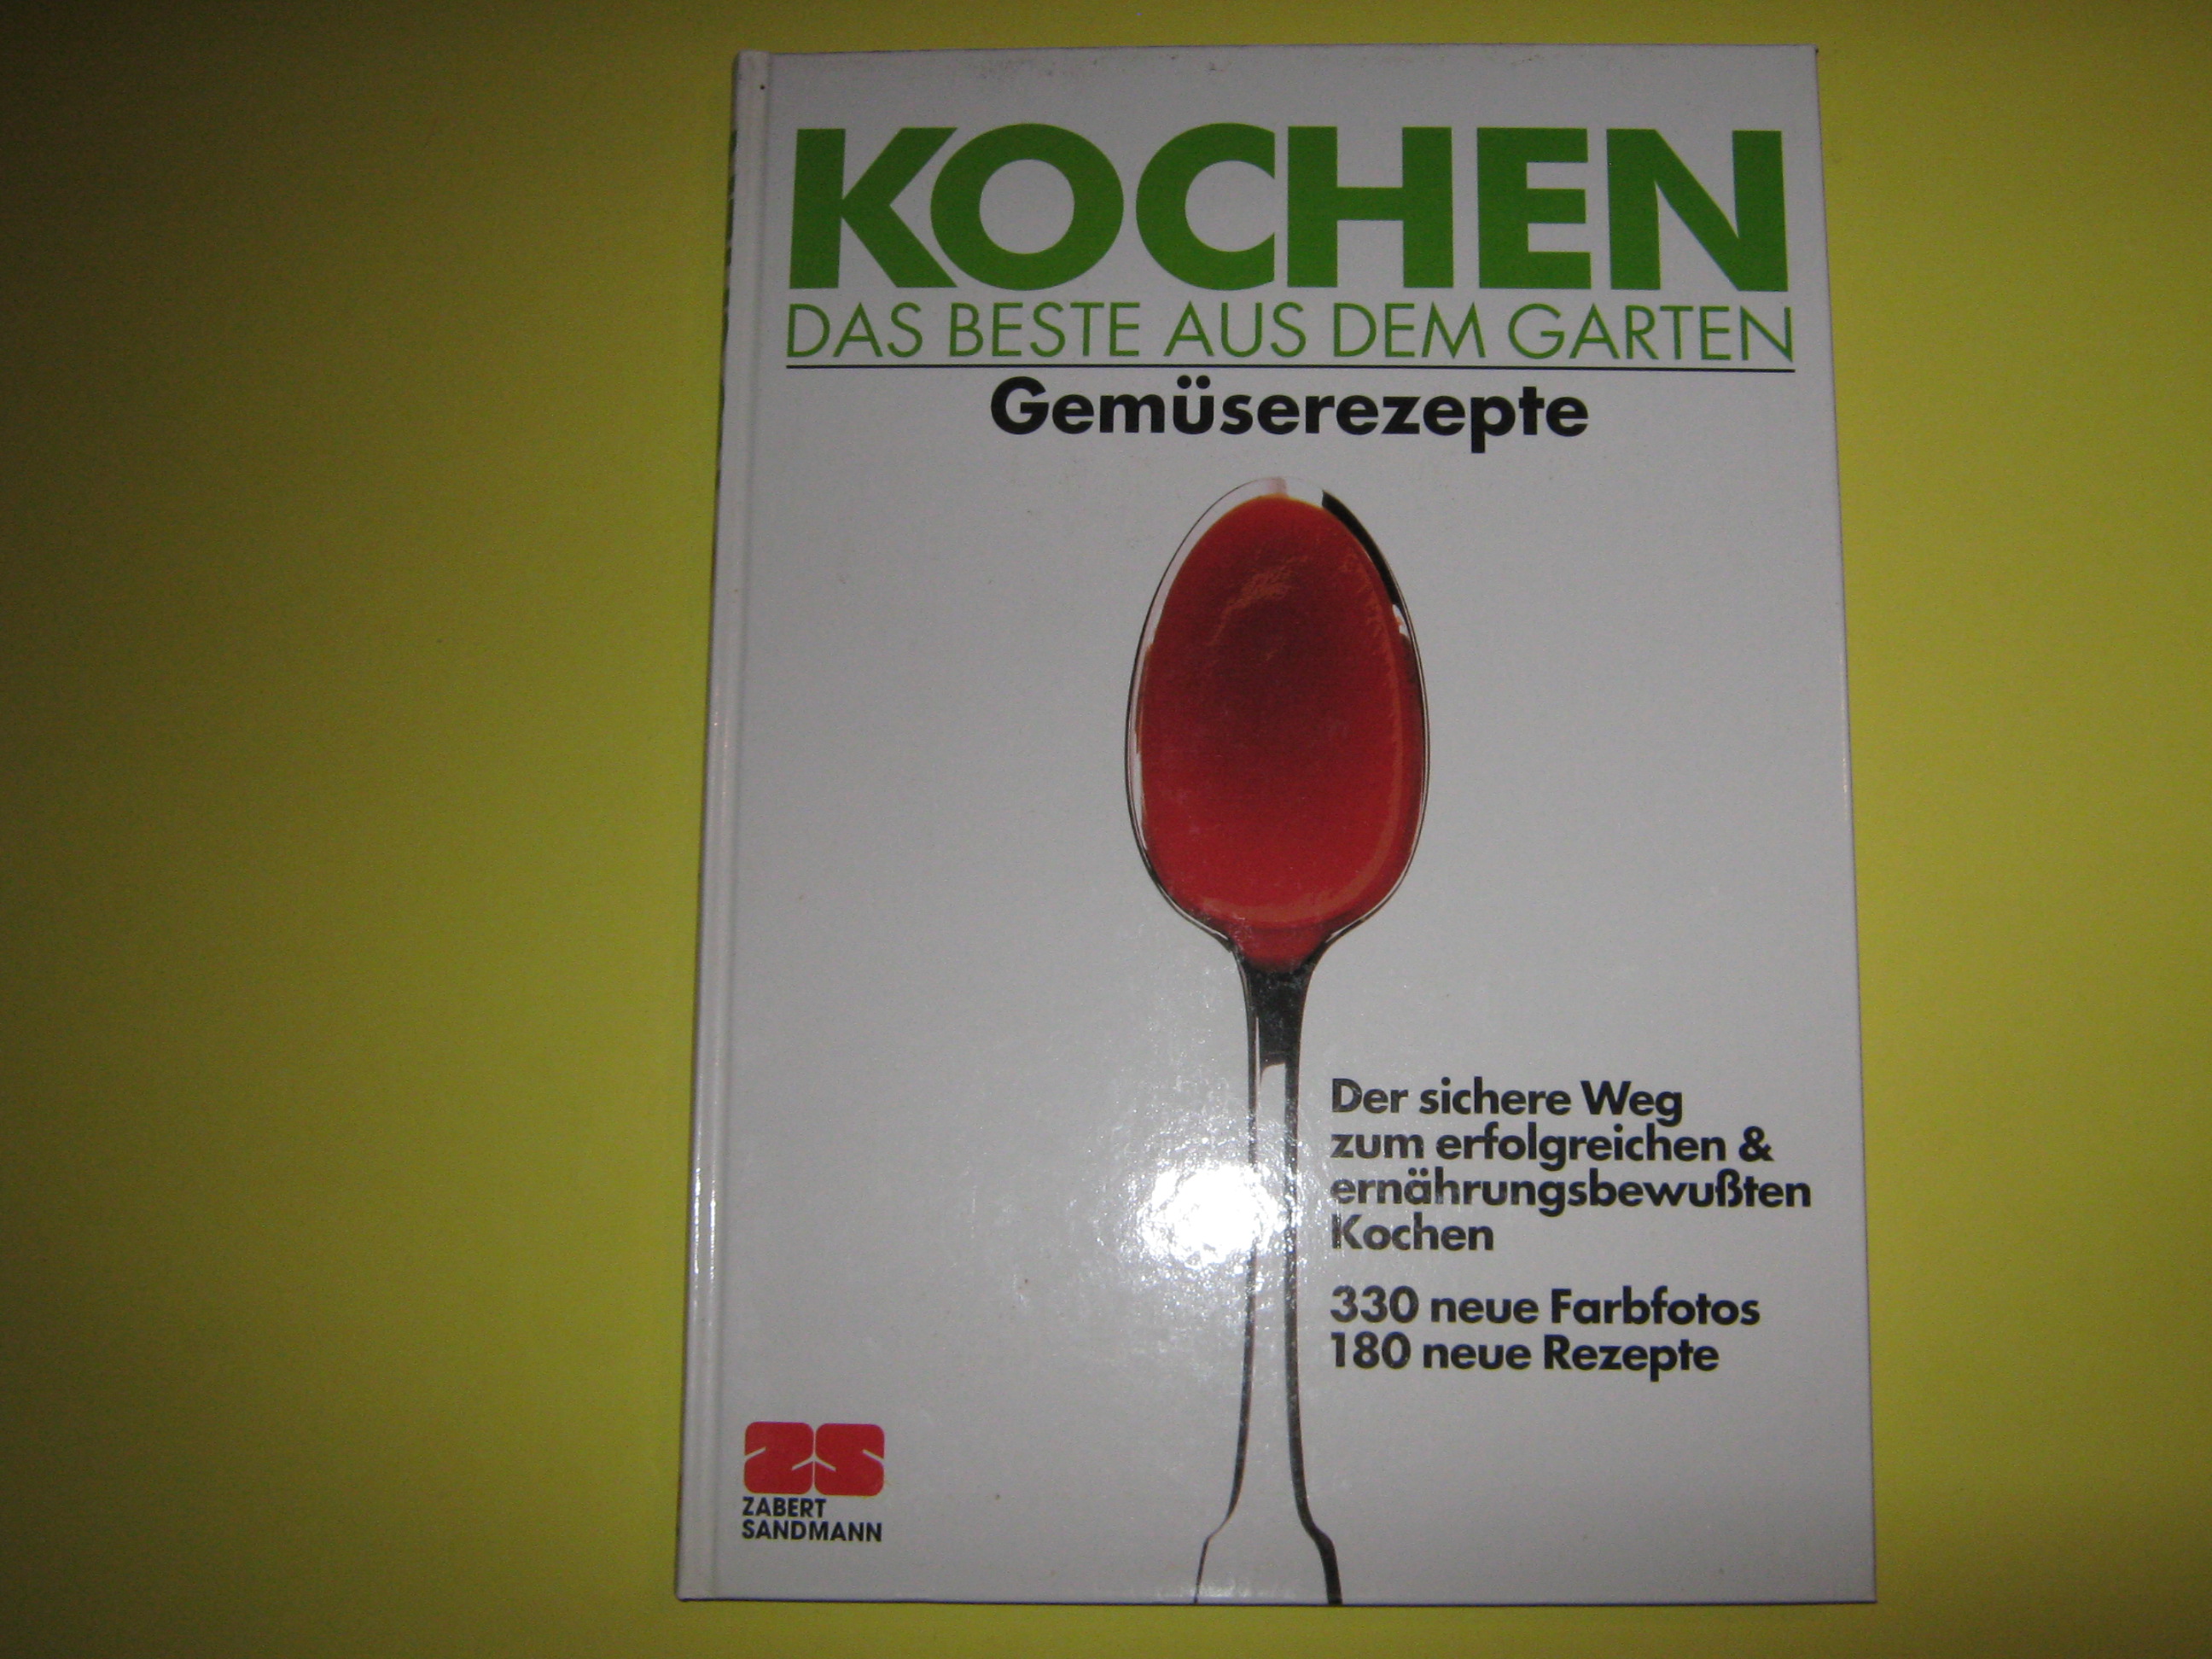 KOCHEN
DAS BESTE AUS DEM GARTEN
Gemüserezepte
Der sichere Weg
zum erfolgreichen &
ernährungsbewußten
Kochen
330 neue Farbfotos
180 neue Rezepte
ZS
ZABERT
SANDMANN